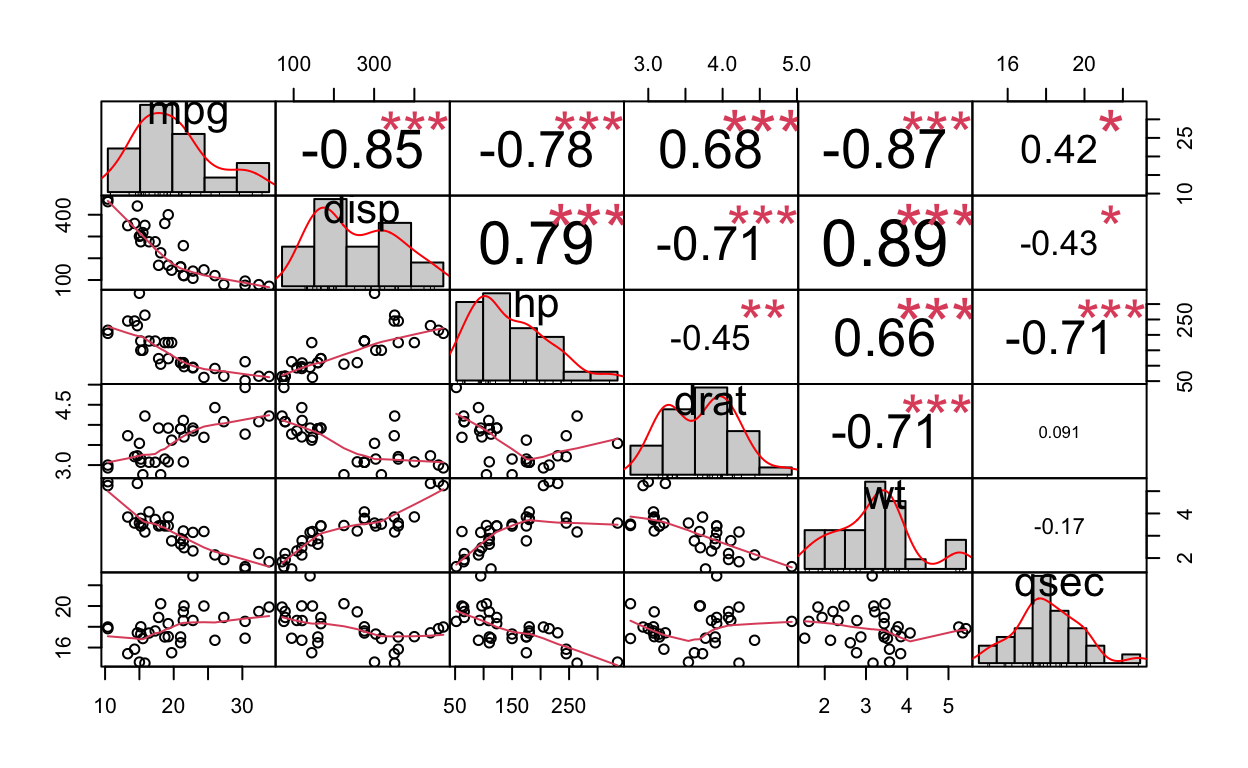 100 300 3.0 4.0 5.0 16 20
mpg -0.85 *** -0.78 *** 0.68 *** -0.87 *** 0.42 * 10 25
100 400 disp 0.79 *** -0.71 *** 0.89 *** -0.43 *
hp -0.45 ** 0.66 *** -0.71 *** 50 250
3.0 4.5 drat -0.71 *** 0.091
wt -0.17 2 4
16 20 qsec
10 20 30 50 150 250 2 3 4 5